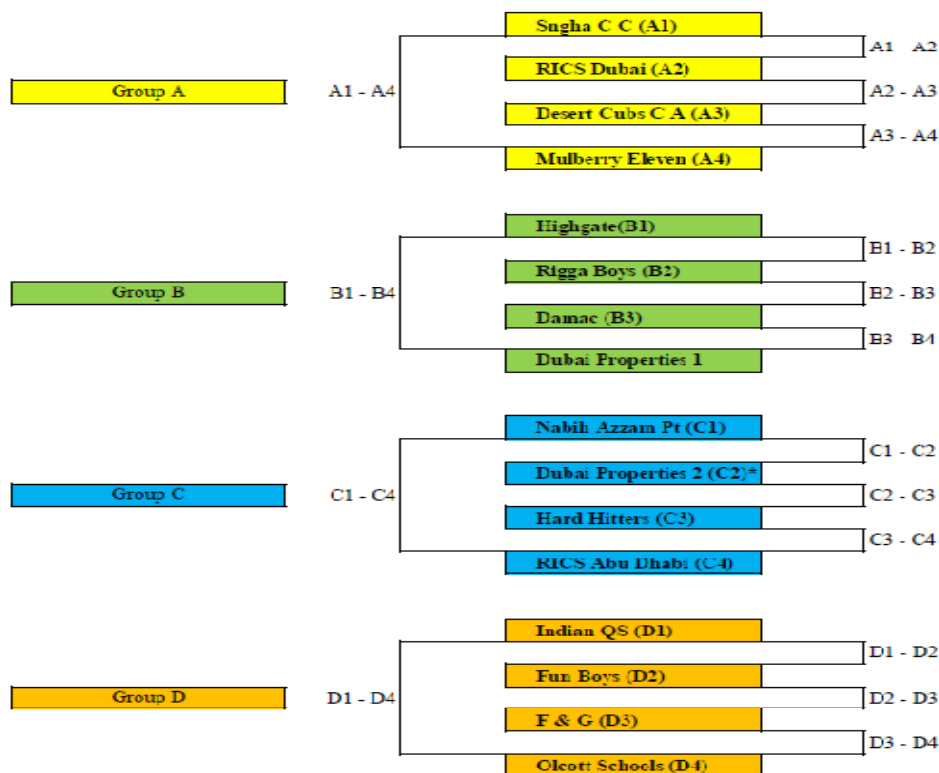 Sngha C C (A1)
A1 A2
RICS Dubai (A2)
Group A
A1 - A4
A2 - A3
Desert Cubs C A (A3)
A3 - A4
Mulberry Eleven (A4)
Highgate(B1)
B1 - B2
Rigga Boys (B2)
Group B
B1 - B4
B2 - B3
Damac (B3)
B3 B4
Dubai Properties 1
Nabih Azzam Pt (C1)
C1 - C2
Dubai Properties 2 (C2)*
Group C
C1 - C4
C2 - C3
Hard Hitters (C3)
C3 - C4
RICS Abu Dhabi (C4)
Indian QS (D1)
D1 - D2
Fun Boys (D2)
Group D
D1 - D4
D2 - D3
F & G (D3)
D3 - D4
Olcott Schools (D4)